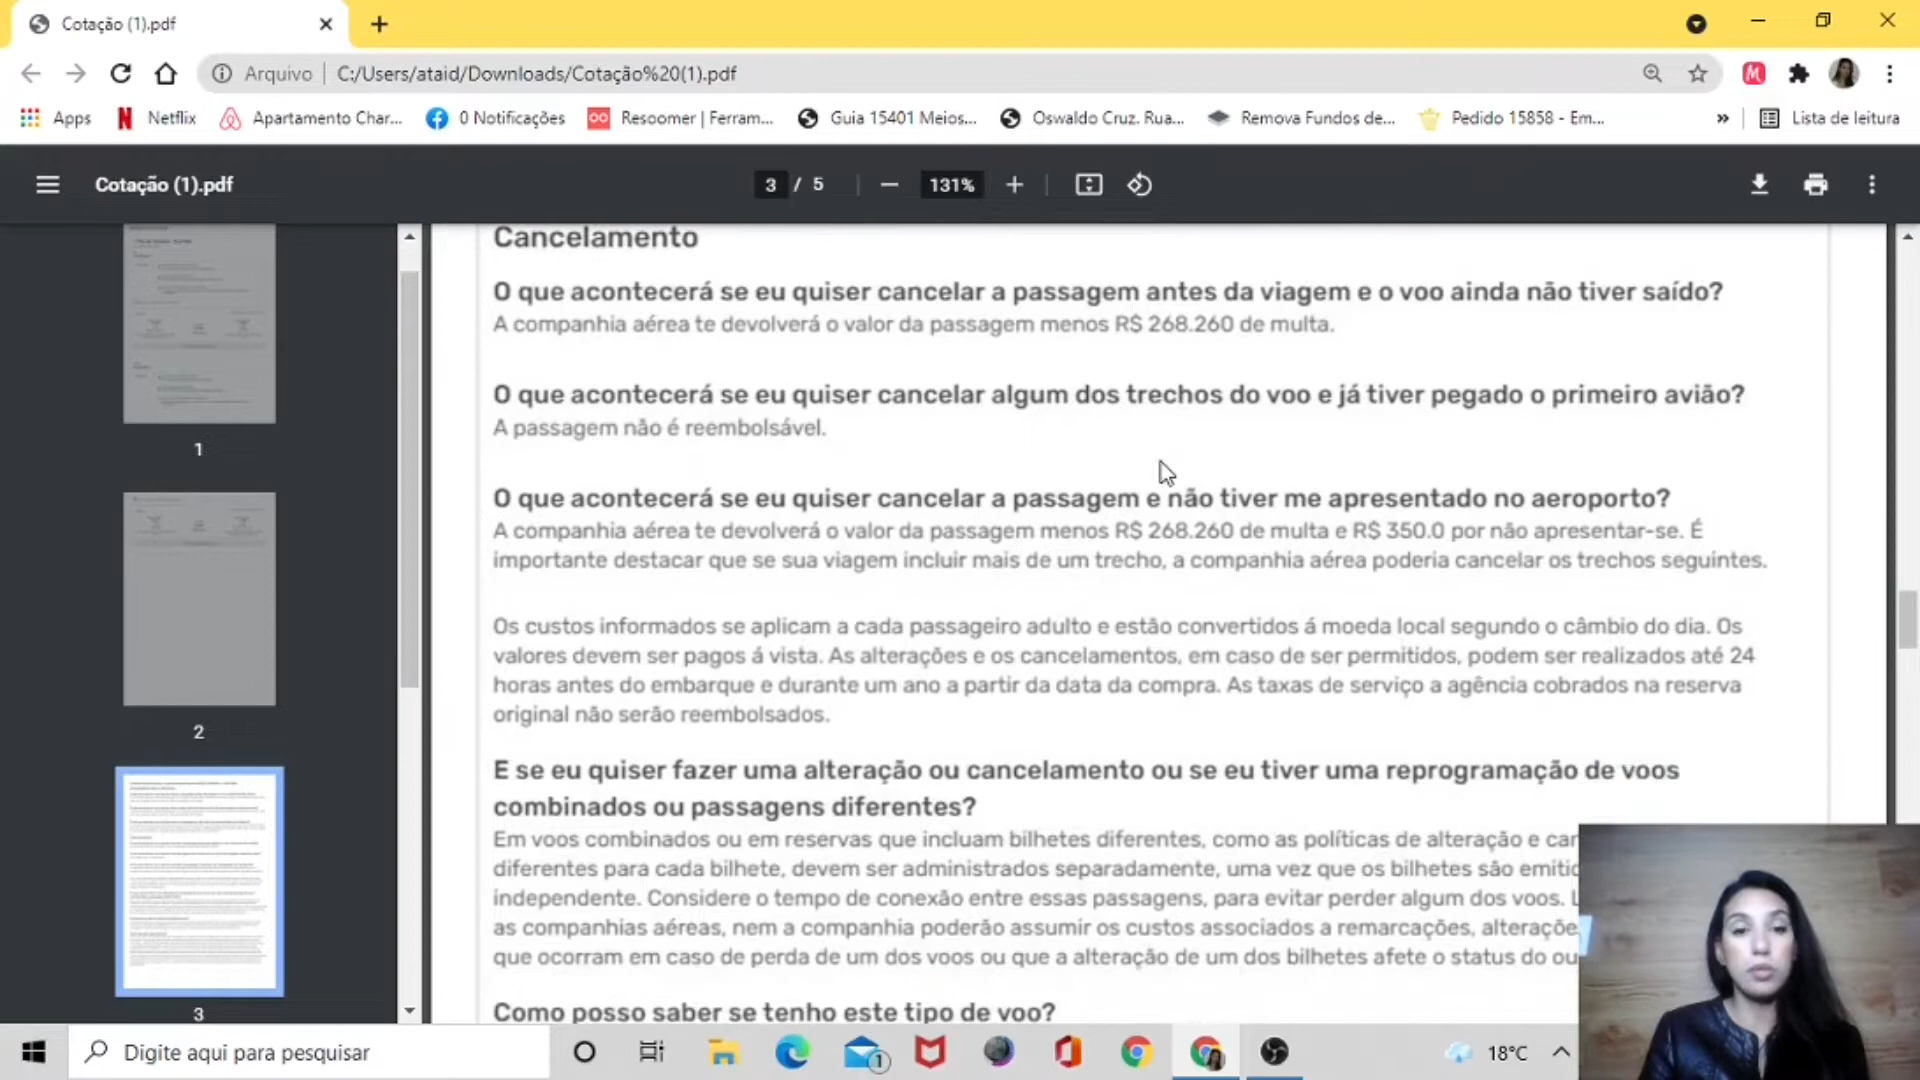 Cotação (1).pdf
Arquivo
C:/Users/ataid/Downloads/Cotação%20(1).pdf
Apps
Netflix
Apartamento Char...
0 Notificações
Resoomer | Ferram...
Guia 15401 Meios...
Oswaldo Cruz. Rua...
Remova Fundos de...
Pedido 15858 - Em...
»
Lista de leitura
Cotação (1).pdf
3 / 5
131%
1
2
3
Cancelamento
O que acontecerá se eu quiser cancelar a passagem antes da viagem e o voo ainda não tiver saído?
A companhia aérea te devolverá o valor da passagem menos R$ 268.260 de multa.
O que acontecerá se eu quiser cancelar algum dos trechos do voo e já tiver pegado o primeiro avião?
A passagem não é reembolsável.
O que acontecerá se eu quiser cancelar a passagem e não tiver me apresentado no aeroporto?
A companhia aérea te devolverá o valor da passagem menos R$ 268.260 de multa e R$ 350.0 por não apresentar-se. É
importante destacar que se sua viagem incluir mais de um trecho, a companhia aérea poderia cancelar os trechos seguintes.
Os custos informados se aplicam a cada passageiro adulto e estão convertidos á moeda local segundo o câmbio do dia. Os
valores devem ser pagos á vista. As alterações e os cancelamentos, em caso de ser permitidos, podem ser realizados até 24
horas antes do embarque e durante um ano a partir da data da compra. As taxas de serviço a agência cobrados na reserva
original não serão reembolsados.
E se eu quiser fazer uma alteração ou cancelamento ou se eu tiver uma reprogramação de voos
combinados ou passagens diferentes?
Em voos combinados ou em reservas que incluam bilhetes diferentes, como as políticas de alteração e
diferentes para cada bilhete, devem ser administrados separadamente, uma vez que os bilhetes são
independente. Considere o tempo de conexão entre essas passagens, para evitar perder algum dos voos.
as companhias aéreas, nem a companhia poderão assumir os custos associados a remarcações,
que ocorram em caso de perda de um dos voos ou que a alteração de um dos bilhetes afete o status do
Como posso saber se tenho este tipo de voo?
Digite aqui para pesquisar
1
18°C